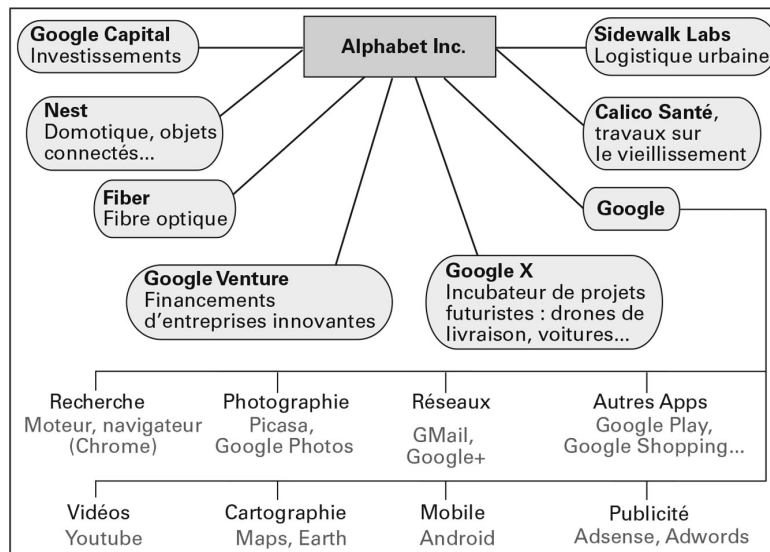 Alphabet Inc.
Google Capital
Investissements
Sidewalk Labs
Logistique urbaine
Nest
Domotique, objets
connectés...
Calico Santé,
travaux sur
le vieillissement
Fiber
Fibre optique
Google
Google Venture
Financements
d'entreprises innovantes
Google X
Incubateur de projets
futuristes : drones de
livraison, voitures...
Recherche
Moteur, navigateur
(Chrome)
Photographie
Picasa,
Google Photos
Réseaux
GMail,
Google+
Autres Apps
Google Play,
Google Shopping...
Vidéos
Youtube
Cartographie
Maps, Earth
Mobile
Android
Publicité
Adsense, Adwords